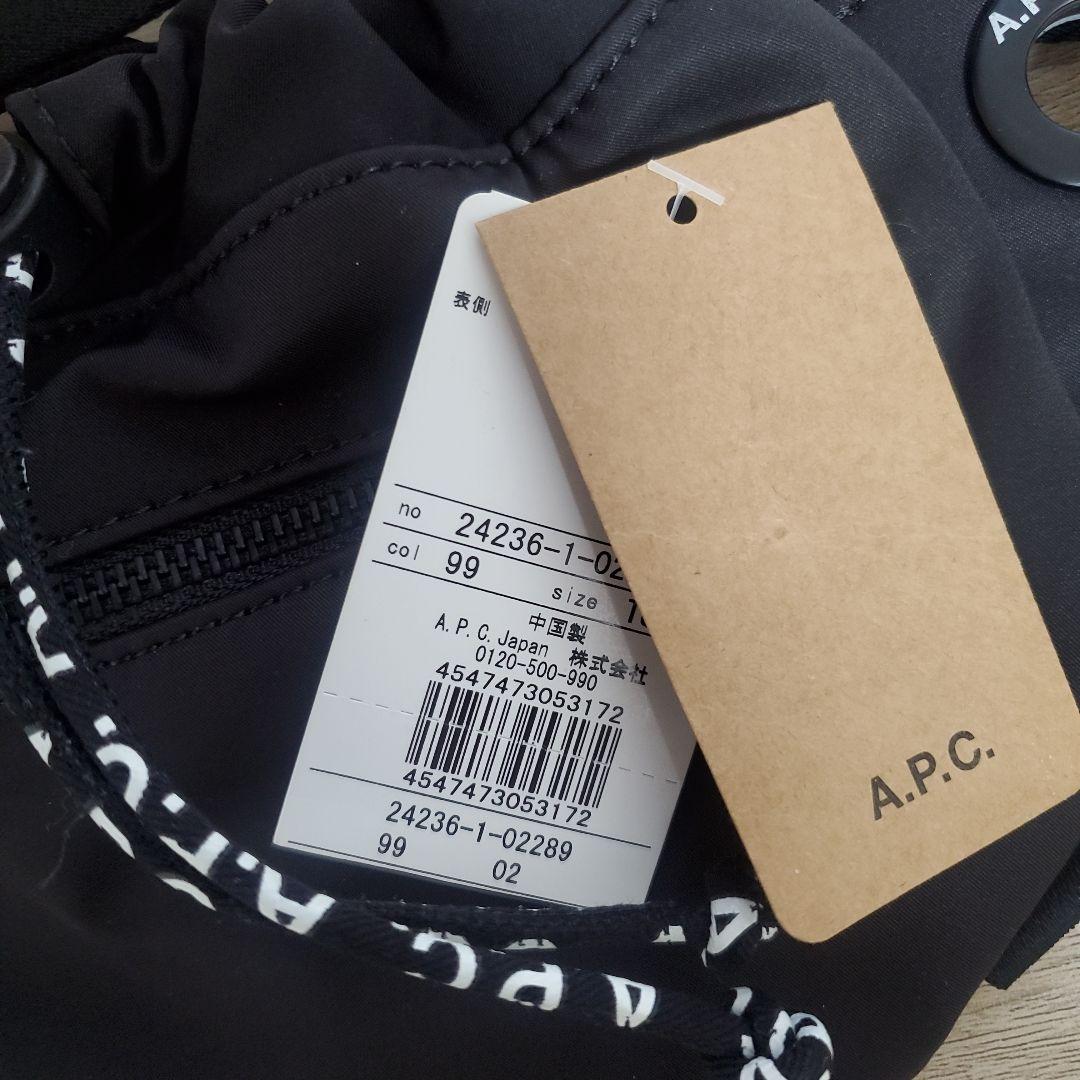 A.P
表側
no 24236-1-02
col 99 size
中国製
A.P.C.Japan 株式会社
0120-500-990
4547473053172
4547473053172
24236-1-02289
99 02
A.P.C.
A.P.C.
A.P.C.